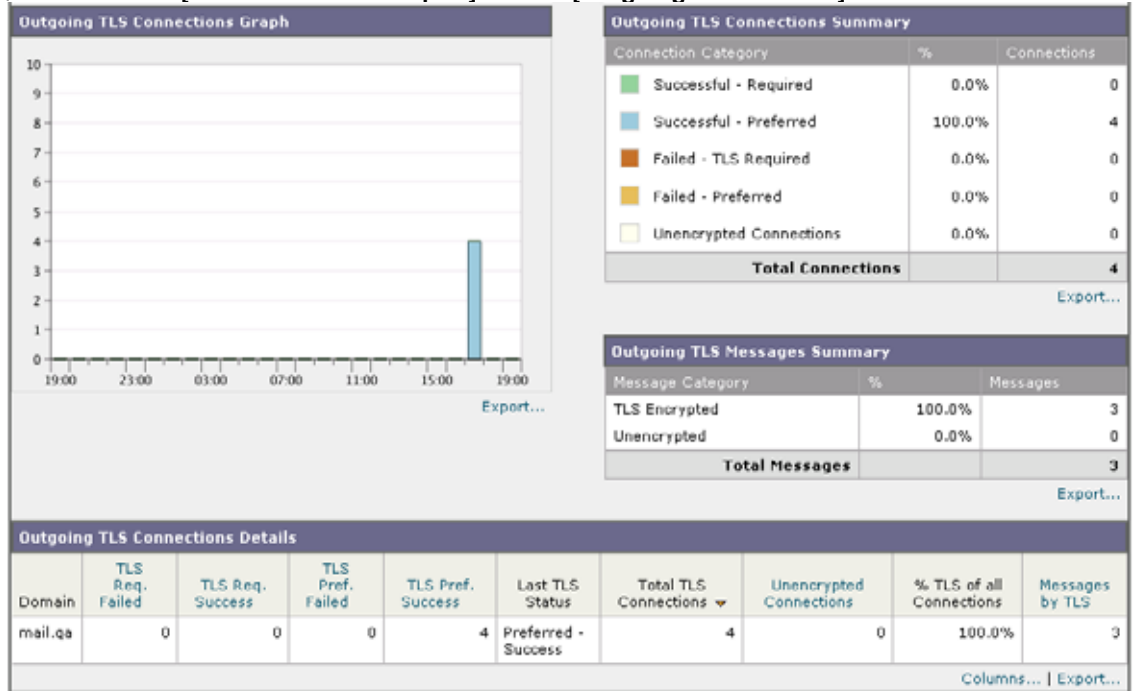 Outgoing TLS Connections Graph
10
9
8
7
6
5
4
3
2
1
0
19:00 23:00 03:00 07:00 11:00 15:00 19:00
Export...
Outgoing TLS Connections Summary
Connection Category % Connections
Successful - Required 0.0% 0
Successful - Preferred 100.0% 4
Failed - TLS Required 0.0% 0
Failed - Preferred 0.0% 0
Unencrypted Connections 0.0% 0
Total Connections 4
Export...
Outgoing TLS Messages Summary
Message Category % Messages
TLS Encrypted 100.0% 3
Unencrypted 0.0% 0
Total Messages 3
Export...
Outgoing TLS Connections Details
Domain TLS Req. Failed TLS Req. Success TLS Pref. Failed TLS Pref. Success Last TLS Status Total TLS Connections Unencrypted Connections % TLS of all Connections Messages by TLS
mail.qa 0 0 0 4 Preferred - Success 4 0 100.0% 3
Columns... | Export...